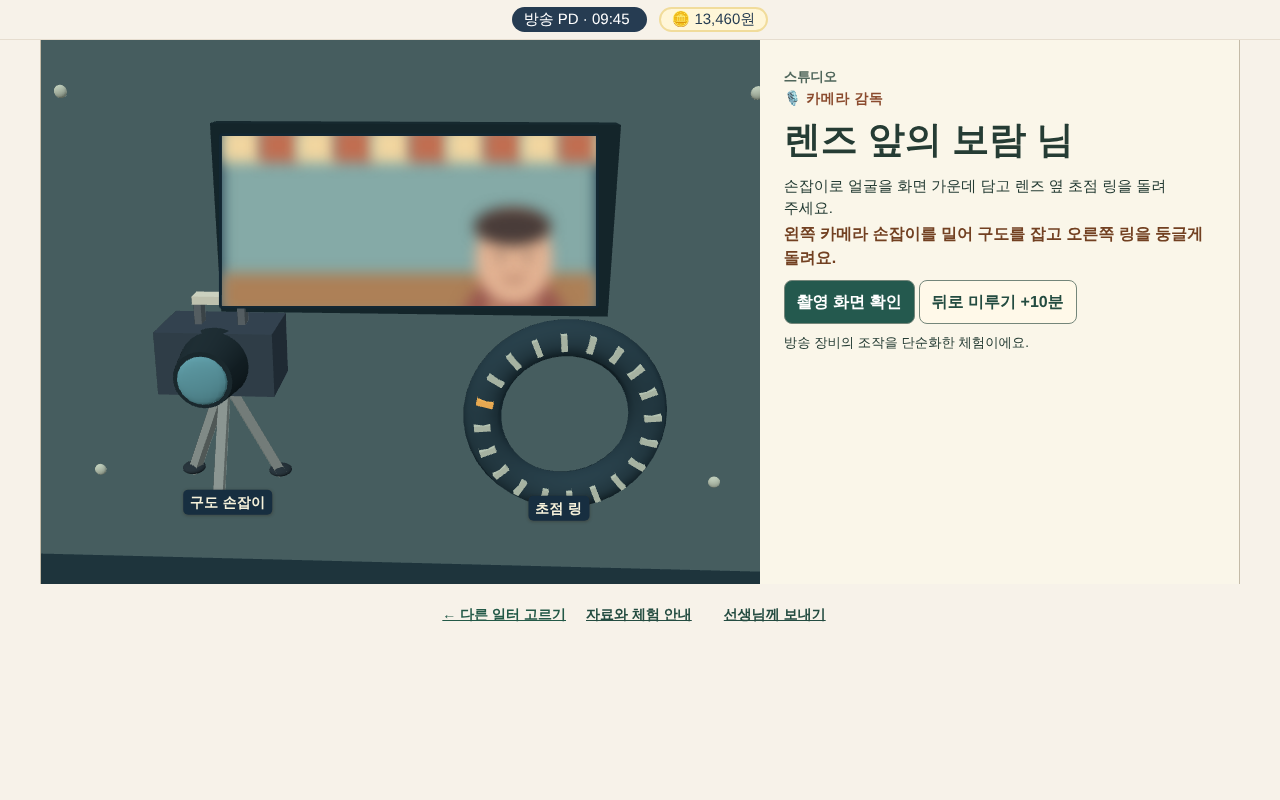 방송 PD · 09:45
13,460원
스튜디오
카메라 감독
렌즈 앞의 보람 님
손잡이로 얼굴을 화면 가운데 담고 렌즈 옆 초점 링을 돌려
주세요.
왼쪽 카메라 손잡이를 밀어 구도를 잡고 오른쪽 링을 둥글게
돌려요.
촬영 화면 확인
뒤로 미루기 +10분
방송 장비의 조작을 단순화한 체험이에요.
구도 손잡이
초점 링
← 다른 일터 고르기
자료와 체험 안내
선생님께 보내기